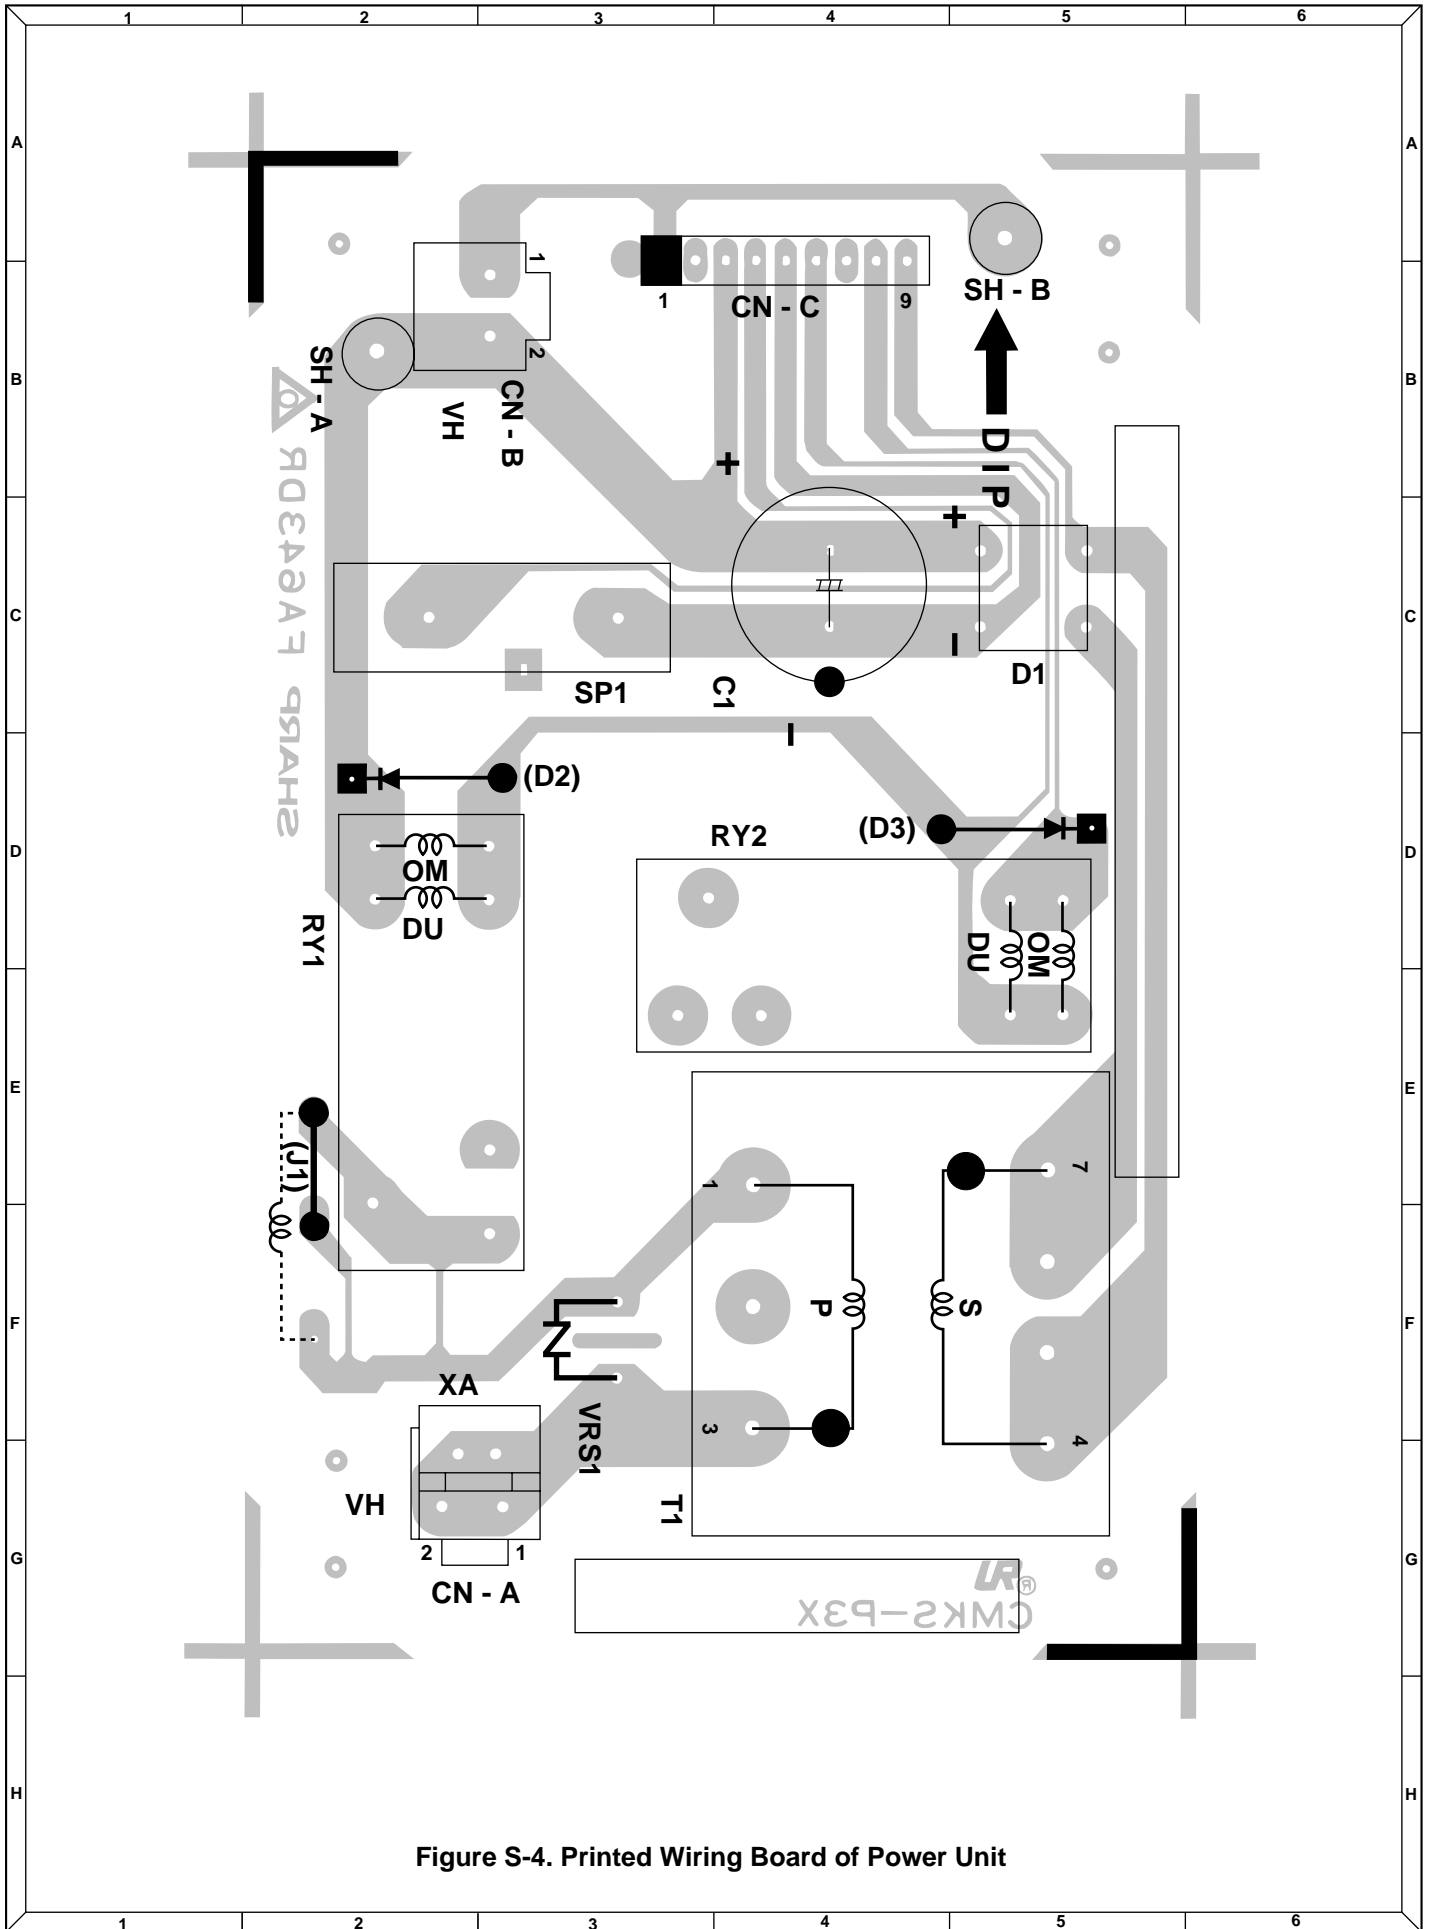 1 2 3 4 5 6
A A
1
1 CN - C 9
SH - B
2
SH - A
B B
VH
CN - B
DIP
+
+
FA943DR
SHARP
C C
−
D1
SP1
C1
−
(D2)
RY2
(D3)
D D
OM
DU
RY1
DU
OM
E E
(J1)
1
7
P
S
F F
XA
VRS1
3
4
VH
T1
2 1
G G
CN - A
UR®
CMKS-P3X
H H
Figure S-4. Printed Wiring Board of Power Unit
1 2 3 4 5 6